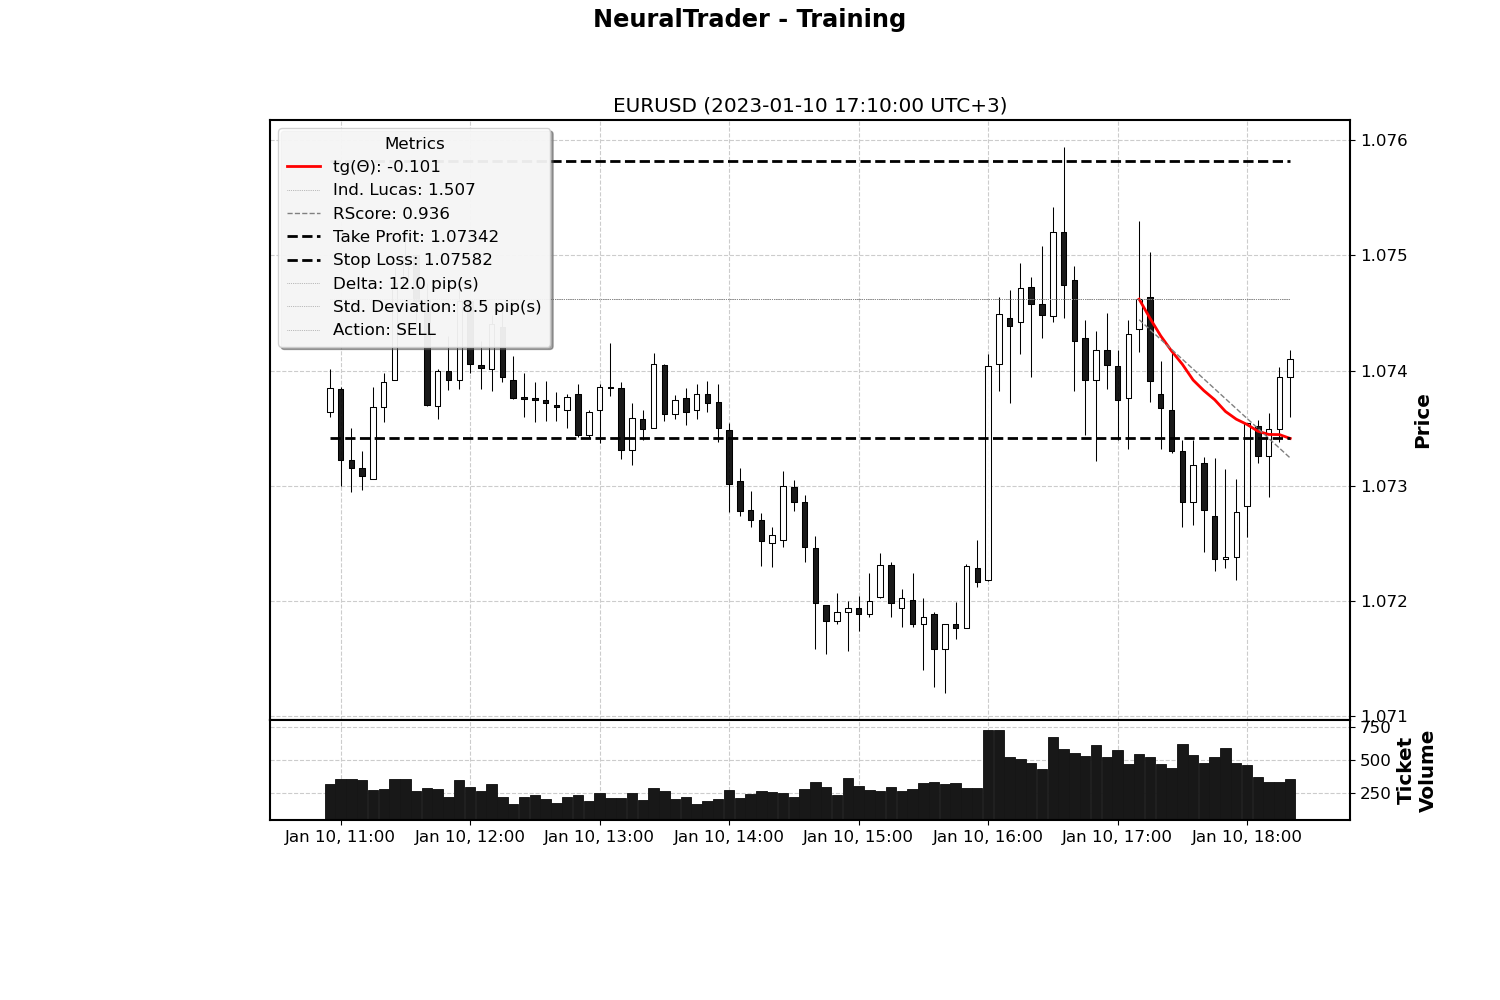 NeuralTrader - Training
EURUSD (2023-01-10 17:10:00 UTC+3)
Metrics
tg(Θ): -0.101
Ind. Lucas: 1.507
RScore: 0.936
Take Profit: 1.07342
Stop Loss: 1.07582
Delta: 12.0 pip(s)
Std. Deviation: 8.5 pip(s)
Action: SELL
1.076
1.075
1.074
1.073
1.072
1.071
Price
750
500
250
Ticket
Volume
Jan 10, 11:00
Jan 10, 12:00
Jan 10, 13:00
Jan 10, 14:00
Jan 10, 15:00
Jan 10, 16:00
Jan 10, 17:00
Jan 10, 18:00